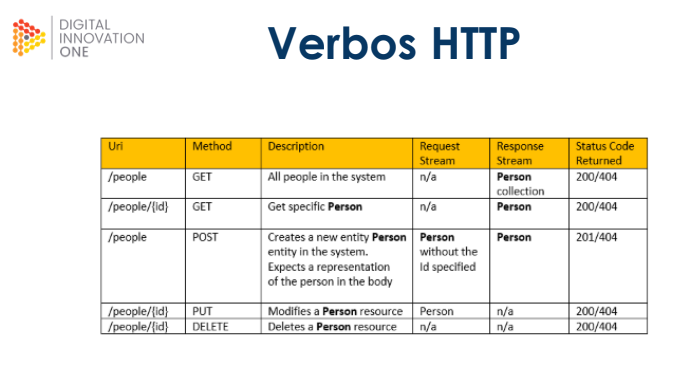 DIGITAL
INNOVATION
ONE
Verbos HTTP
Uri Method Description Request Stream Response Stream Status Code Returned
/people GET All people in the system n/a Person collection 200/404
/people/{id} GET Get specific Person n/a Person 200/404
/people POST Creates a new entity Person entity in the system. Expects a representation of the person in the body Person without the Id specified Person 201/404
/people/{id} PUT Modifies a Person resource Person n/a 200/404
/people/{id} DELETE Deletes a Person resource n/a n/a 200/404